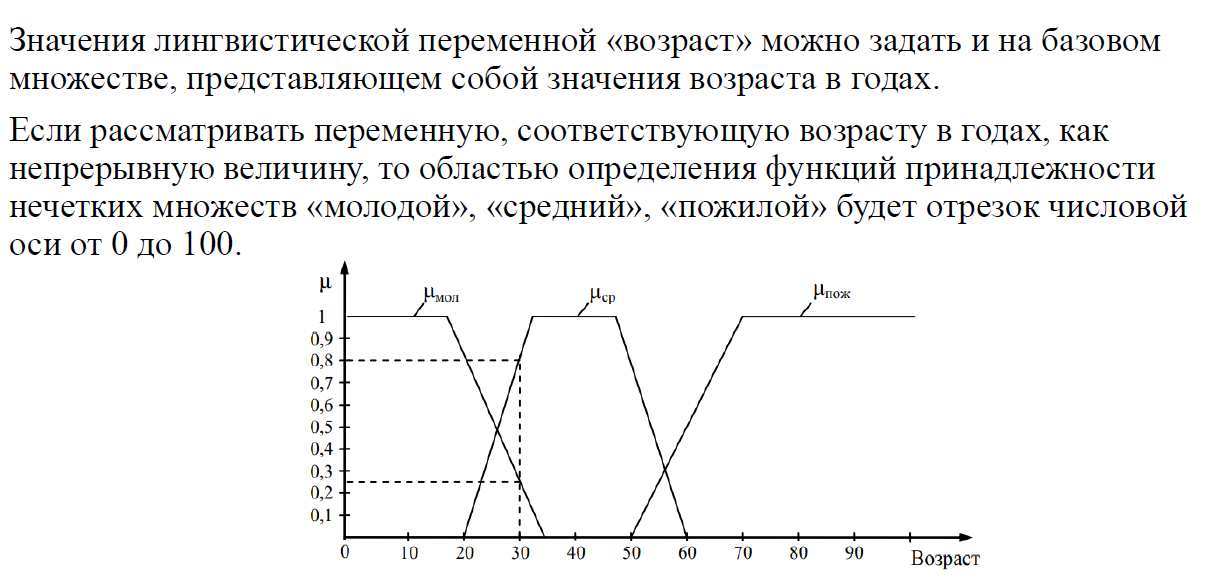 Значения лингвистической переменной «возраст» можно задать и на базовом
множестве, представляющем собой значения возраста в годах.
Если рассматривать переменную, соответствующую возрасту в годах, как
непрерывную величину, то областью определения функций принадлежности
нечетких множеств «молодой», «средний», «пожилой» будет отрезок числовой
оси от 0 до 100.
μ
μмол
μср
μпож
1
0,9
0,8
0,7
0,6
0,5
0,4
0,3
0,2
0,1
0 10 20 30 40 50 60 70 80 90
Возраст